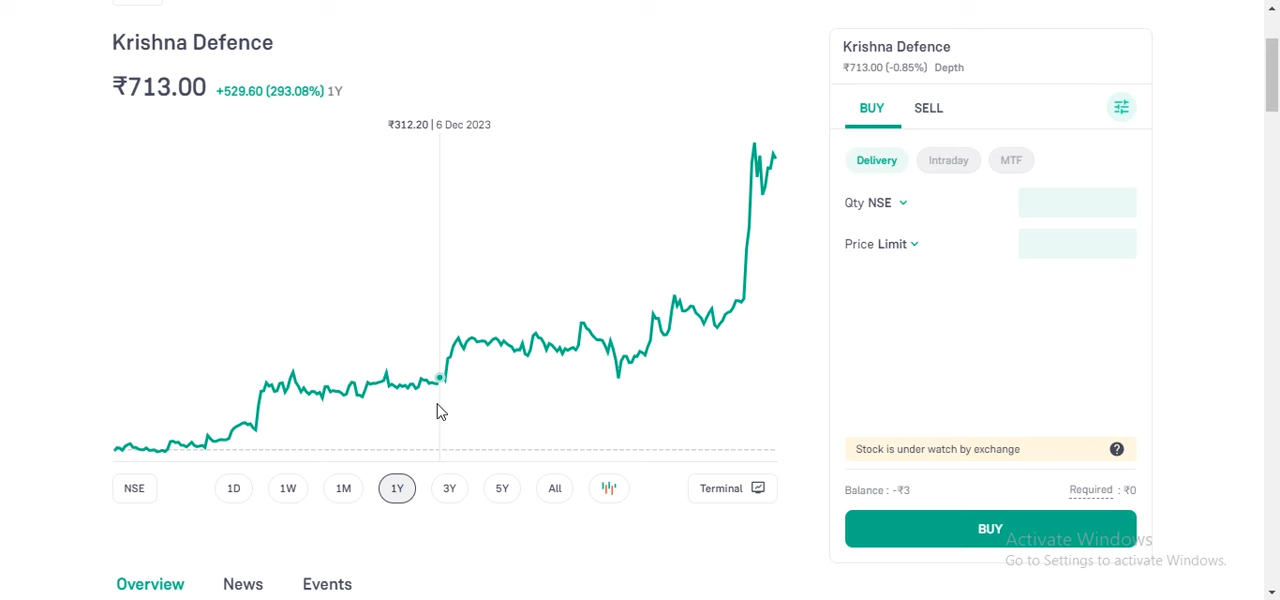 Krishna Defence
₹713.00 +529.60 (293.08%) 1Y
₹312.20 | 6 Dec 2023
NSE 1D 1W 1M 1Y 3Y 5Y All Terminal
Overview News Events
Krishna Defence
₹713.00 (-0.85%) Depth
BUY SELL
Delivery Intraday MTF
Qty NSE
Price Limit
Stock is under watch by exchange ?
Balance : -₹3 Required : ₹0
BUY
Activate Windows
Go to Settings to activate Windows.